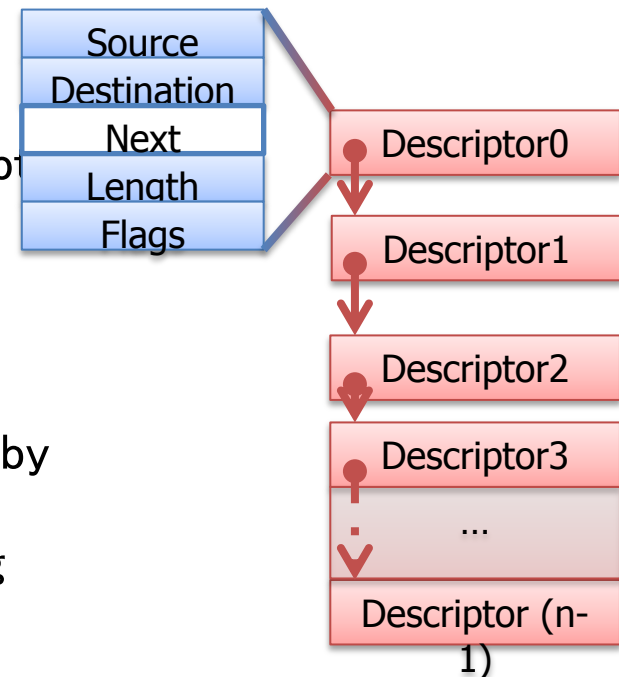 Source
Destination
Next
Length
Flags
by
Descriptor0
Descriptor1
Descriptor2
Descriptor3
...
Descriptor (n-
1)